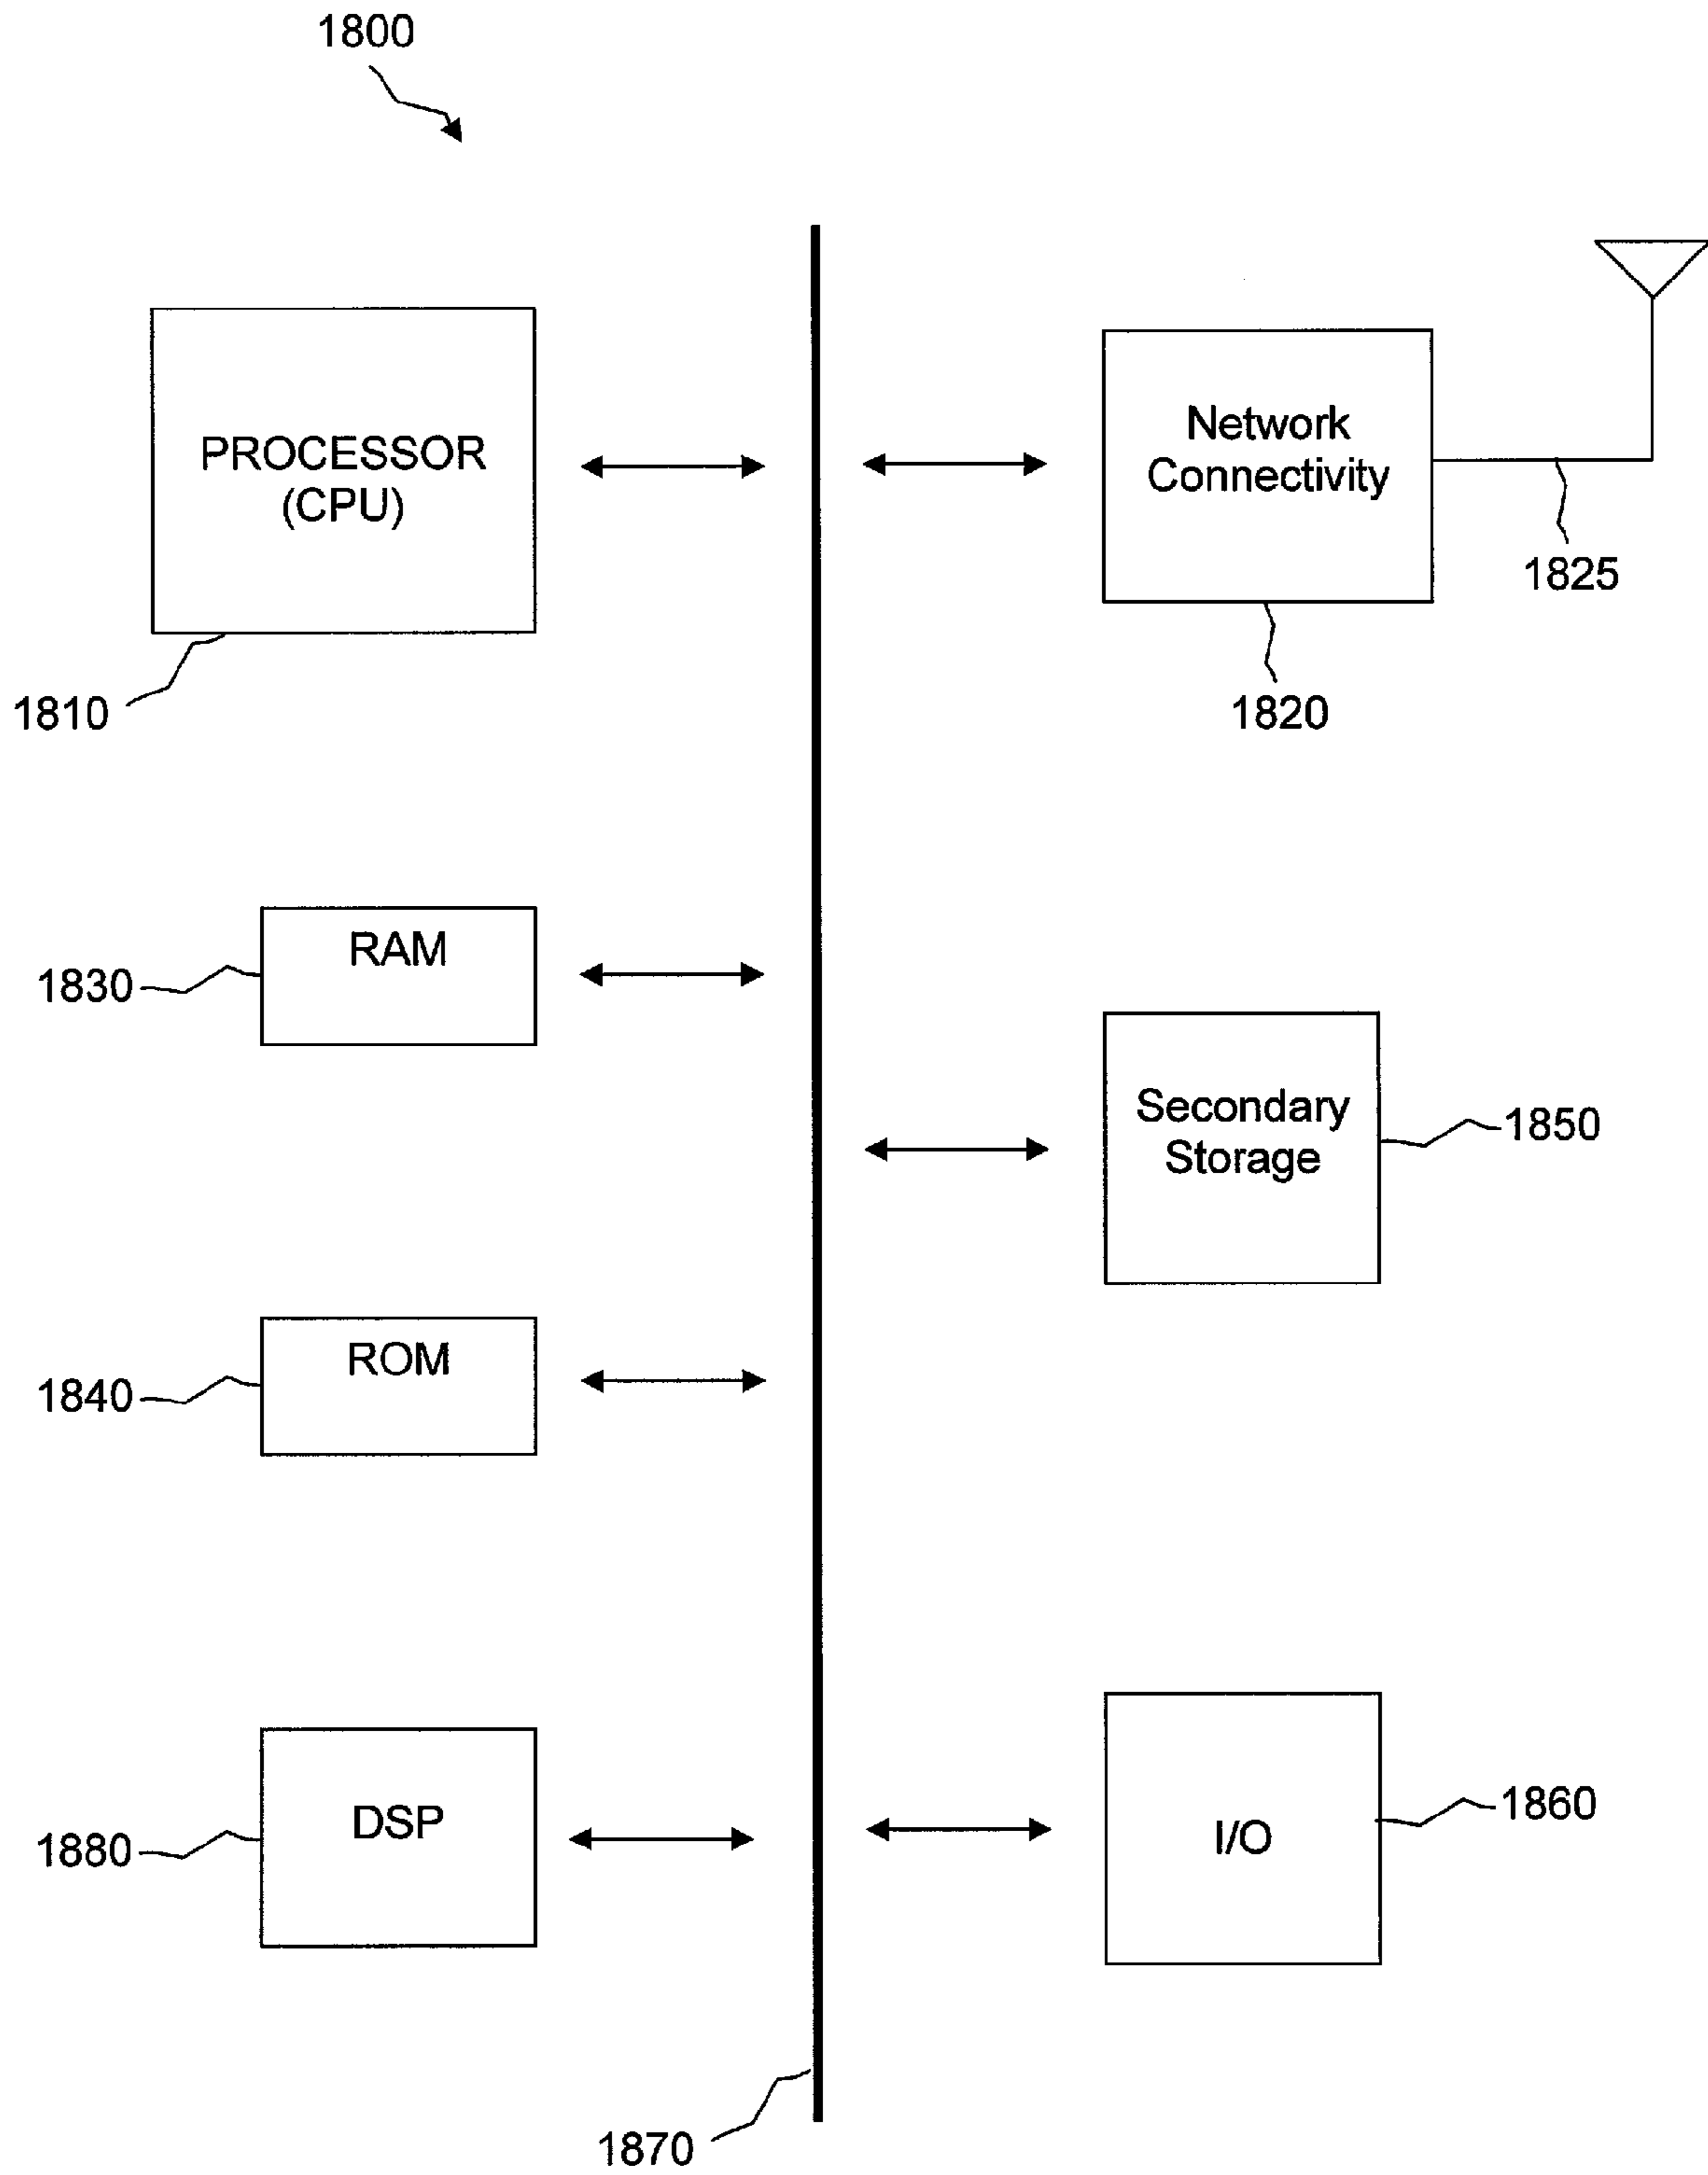 1800
PROCESSOR
(CPU)
1810
Network
Connectivity
1825
1820
RAM
1830
Secondary
Storage
1850
ROM
1840
DSP
1880
I/O
1860
1870